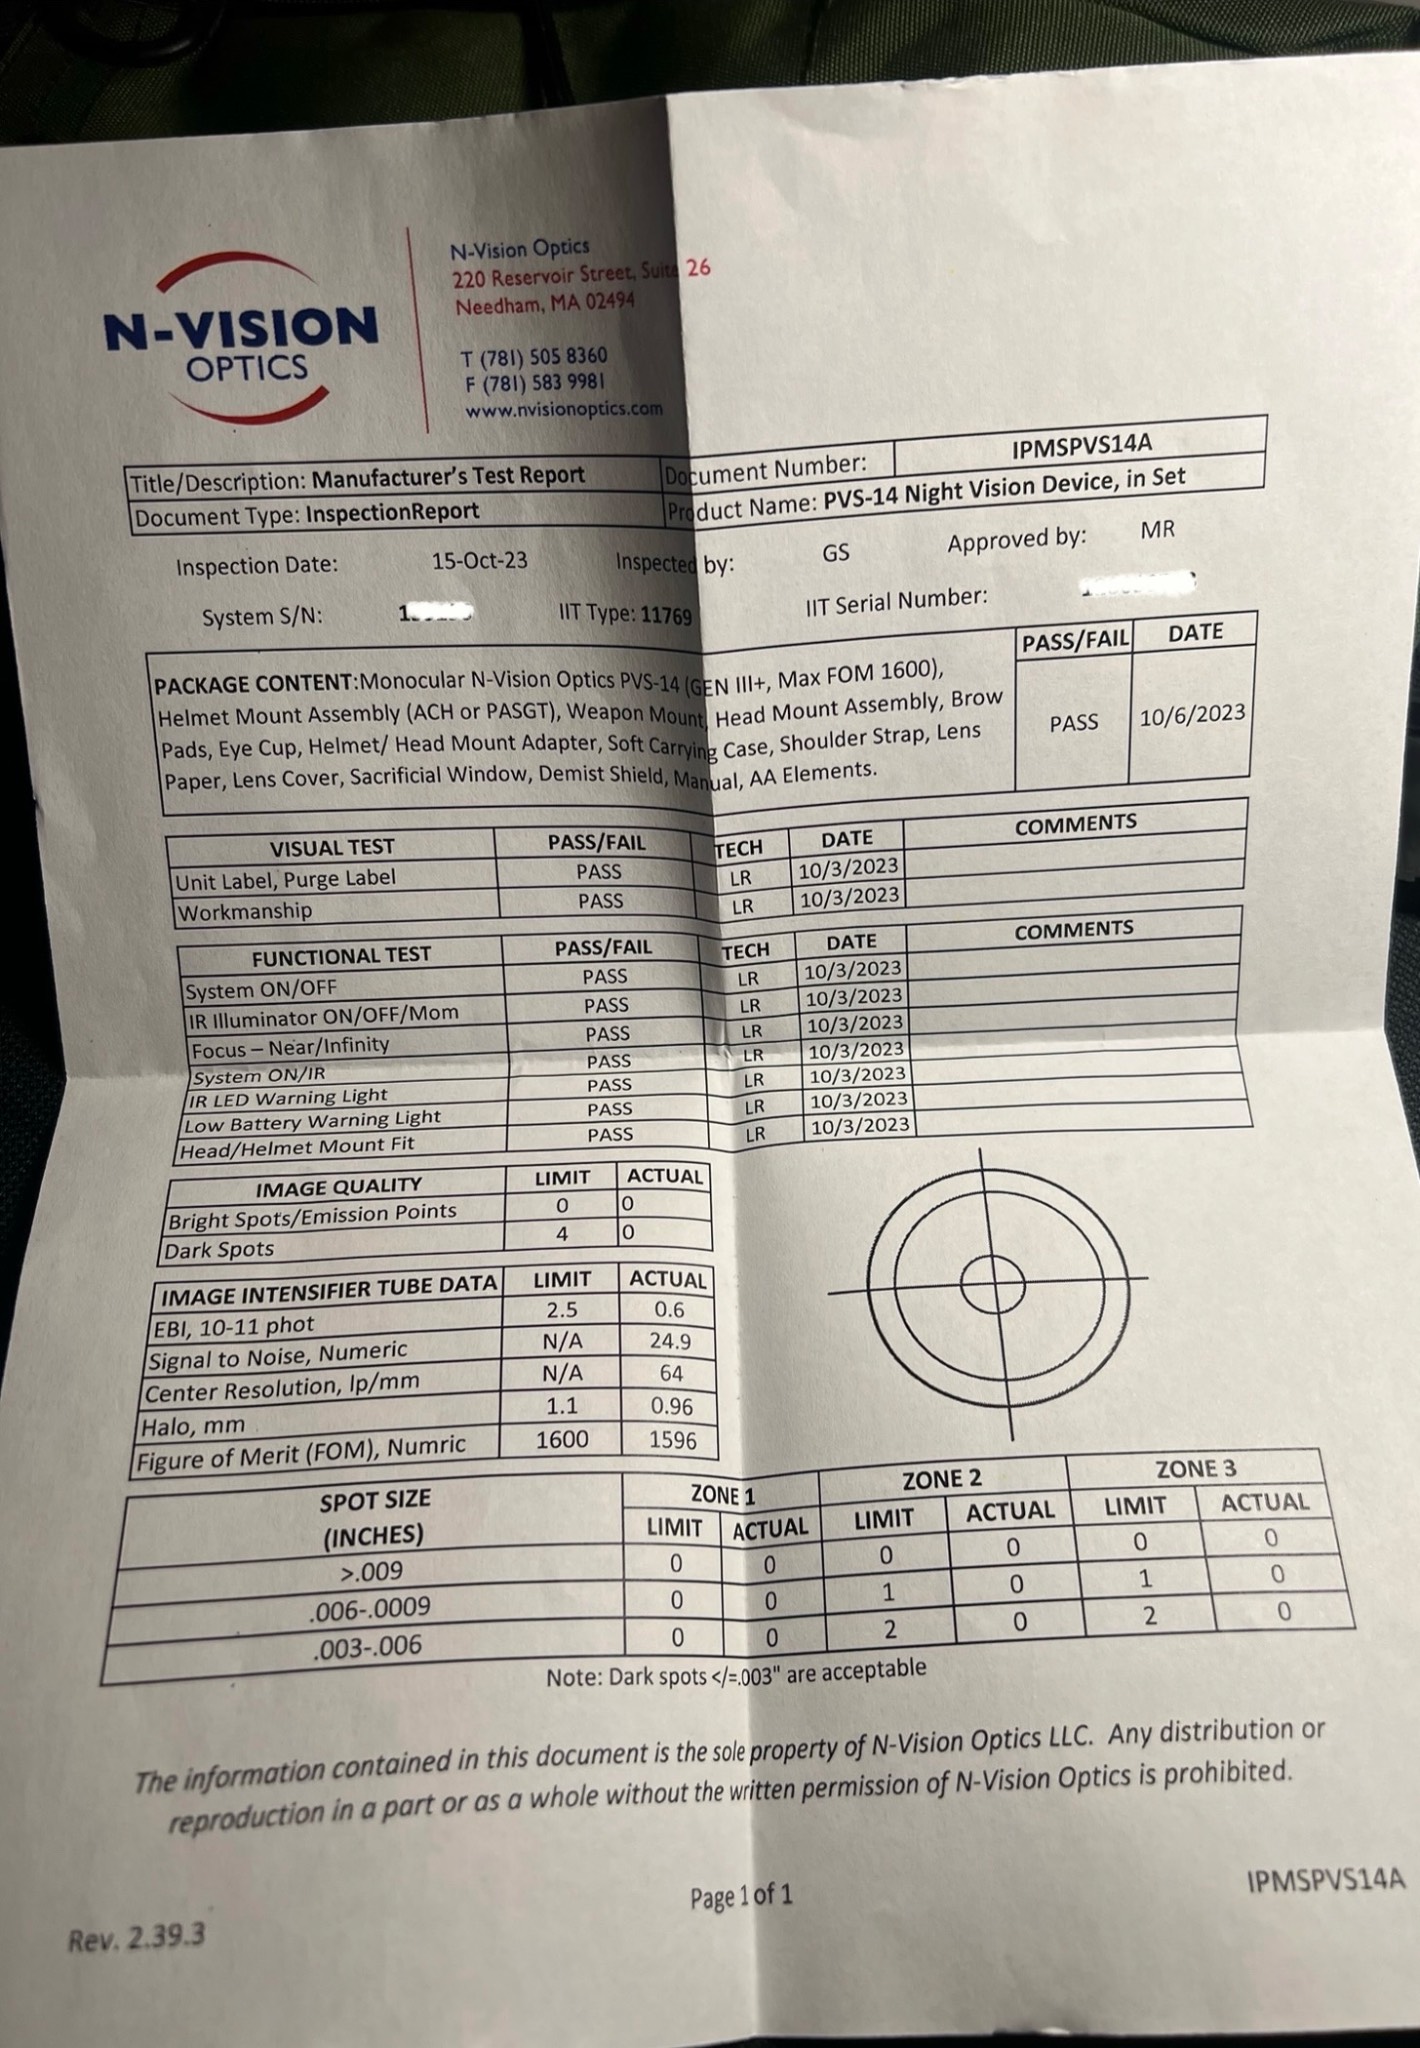 N-VISION
OPTICS
N-Vision Optics
220 Reservoir Street, Suite 26
Needham, MA 02494
T (781) 505 8360
F (781) 583 9981
www.nvisionoptics.com
Title/Description: Manufacturer's Test Report Document Number: IPMSPVS14A
Document Type: InspectionReport Product Name: PVS-14 Night Vision Device, in Set
Inspection Date: 15-Oct-23 Inspected by: GS Approved by: MR
System S/N: IIT Type: 11769 IIT Serial Number:
PASS/FAIL DATE
PACKAGE CONTENT:Monocular N-Vision Optics PVS-14 (GEN III+, Max FOM 1600),
Helmet Mount Assembly (ACH or PASGT), Weapon Mount, Head Mount Assembly, Brow
Pads, Eye Cup, Helmet/ Head Mount Adapter, Soft Carrying Case, Shoulder Strap, Lens
Paper, Lens Cover, Sacrificial Window, Demist Shield, Manual, AA Elements.
PASS 10/6/2023
VISUAL TEST PASS/FAIL TECH DATE COMMENTS
Unit Label, Purge Label PASS LR 10/3/2023
Workmanship PASS LR 10/3/2023
FUNCTIONAL TEST PASS/FAIL TECH DATE COMMENTS
System ON/OFF PASS LR 10/3/2023
IR Illuminator ON/OFF/Mom PASS LR 10/3/2023
Focus – Near/Infinity PASS LR 10/3/2023
System ON/IR PASS LR 10/3/2023
IR LED Warning Light PASS LR 10/3/2023
Low Battery Warning Light PASS LR 10/3/2023
Head/Helmet Mount Fit PASS LR 10/3/2023
IMAGE QUALITY LIMIT ACTUAL
Bright Spots/Emission Points 0 0
Dark Spots 4 0
IMAGE INTENSIFIER TUBE DATA LIMIT ACTUAL
EBI, 10-11 phot 2.5 0.6
Signal to Noise, Numeric N/A 24.9
Center Resolution, lp/mm N/A 64
Halo, mm 1.1 0.96
Figure of Merit (FOM), Numric 1600 1596
SPOT SIZE ZONE 1 ZONE 2 ZONE 3
(INCHES) LIMIT ACTUAL LIMIT ACTUAL LIMIT ACTUAL
>.009 0 0 0 0 0 0
.006-.0009 0 0 1 0 1 0
.003-.006 0 0 2 0 2 0
Note: Dark spots </=.003" are acceptable
The information contained in this document is the sole property of N-Vision Optics LLC. Any distribution or
reproduction in a part or as a whole without the written permission of N-Vision Optics is prohibited.
Page 1 of 1
IPMSPVS14A
Rev. 2.39.3